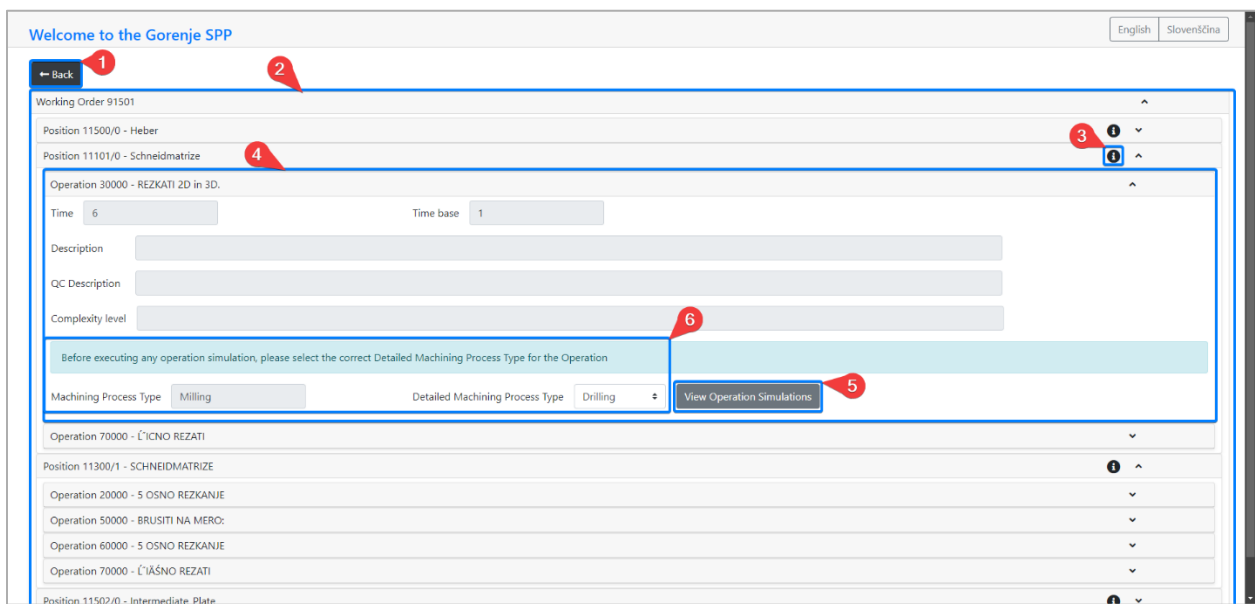 Welcome to the Gorenje SPP
English Slovenščina
1
← Back
2
Working Order 91501
Position 11500/0 - Heber
3
Position 11101/0 - Schneidmatrize
4
Operation 30000 - REZKATI 2D in 3D.
Time 6 Time base 1
Description
QC Description
Complexity level
6
Before executing any operation simulation, please select the correct Detailed Machining Process Type for the Operation
Machining Process Type Milling Detailed Machining Process Type Drilling View Operation Simulations
5
Operation 70000 - Ĺ˝ICNO REZATI
Position 11300/1 - SCHNEIDMATRIZE
Operation 20000 - 5 OSNO REZKANJE
Operation 50000 - BRUSITI NA MERO:
Operation 60000 - 5 OSNO REZKANJE
Operation 70000 - Ĺ˝IÄŚNO REZATI
Position 11502/0 - Intermediate Plate